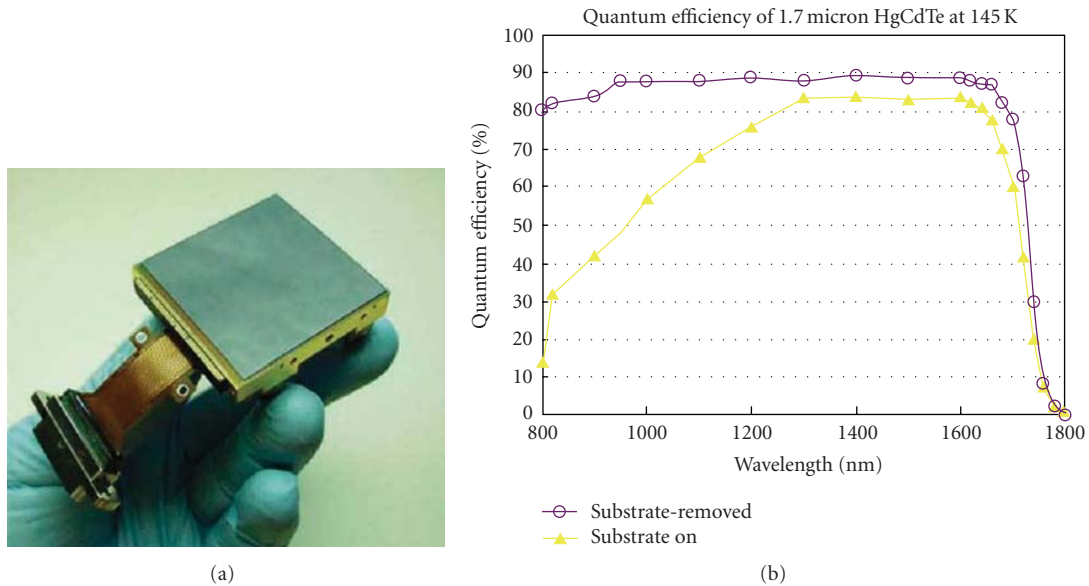 Quantum efficiency of 1.7 micron HgCdTe at 145 K
100
90
80
70
60
50
40
30
20
10
0
Quantum efficiency (%)
800
1000
1200
1400
1600
1800
Wavelength (nm)
Substrate-removed
Substrate on
(a)
(b)